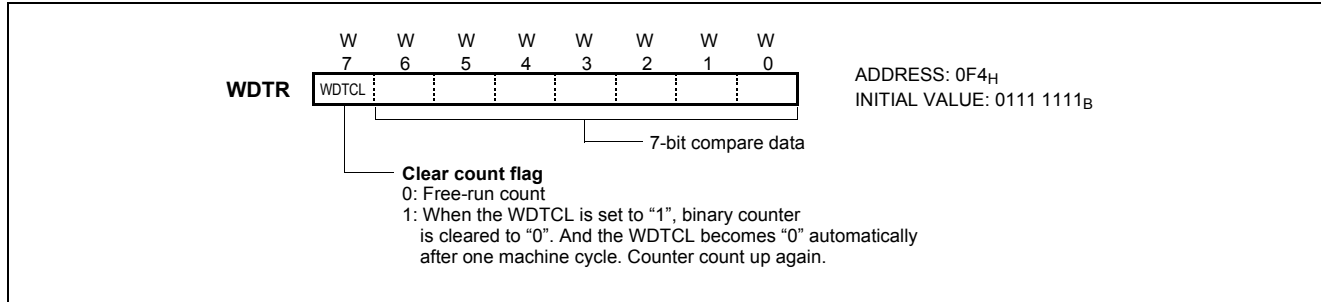 W W W W W W W W
7 6 5 4 3 2 1 0
WDTR WDTCL
ADDRESS: 0F4H
INITIAL VALUE: 0111 1111B
7-bit compare data
Clear count flag
0: Free-run count
1: When the WDTCL is set to “1”, binary counter
is cleared to “0”. And the WDTCL becomes “0” automatically
after one machine cycle. Counter count up again.